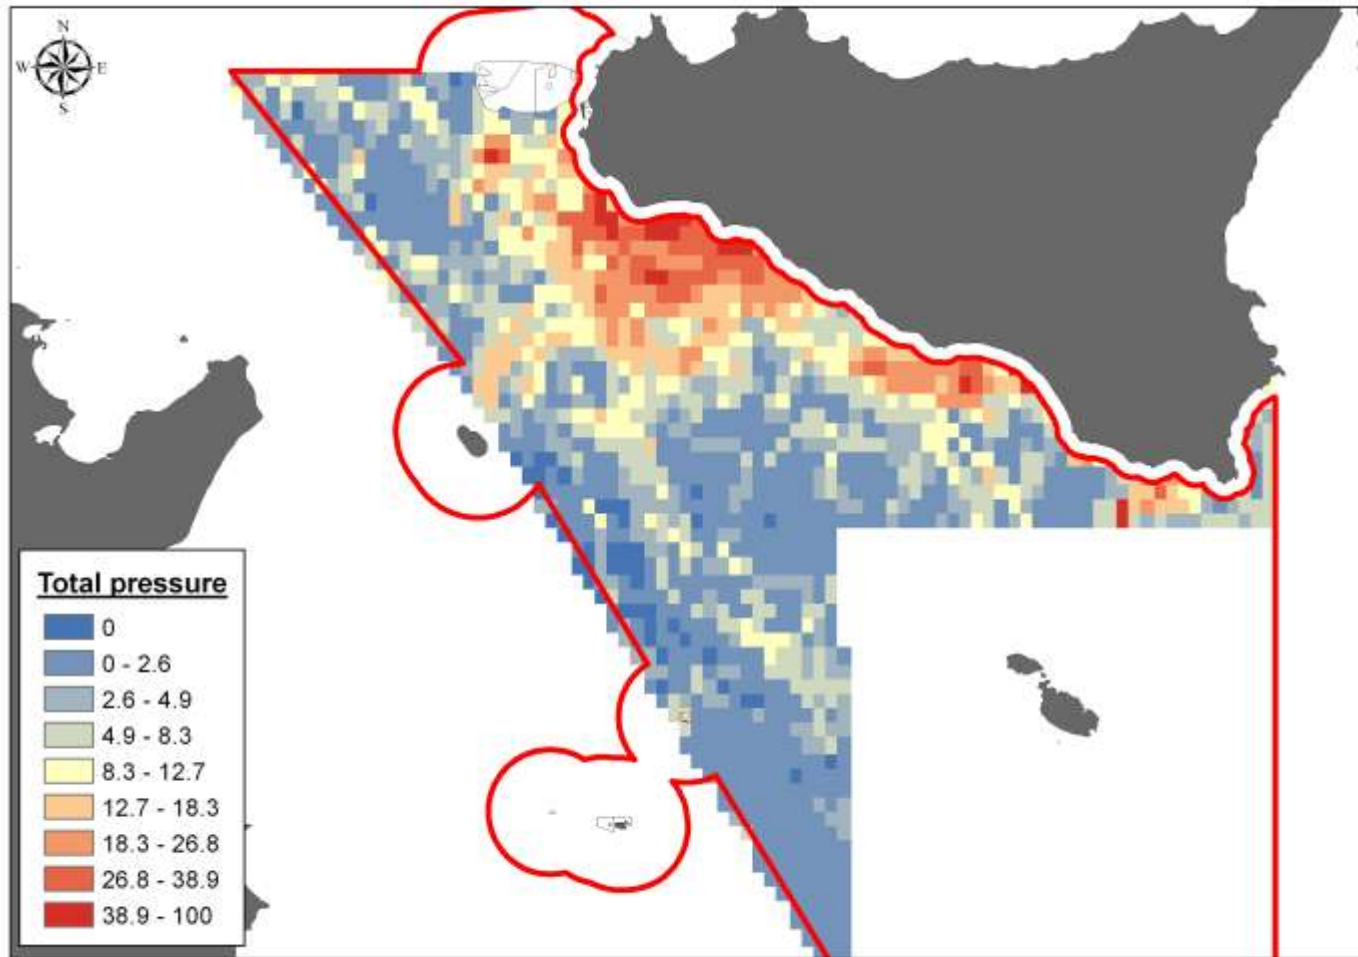 N
W E
S
Total pressure
0
0 - 2.6
2.6 - 4.9
4.9 - 8.3
8.3 - 12.7
12.7 - 18.3
18.3 - 26.8
26.8 - 38.9
38.9 - 100